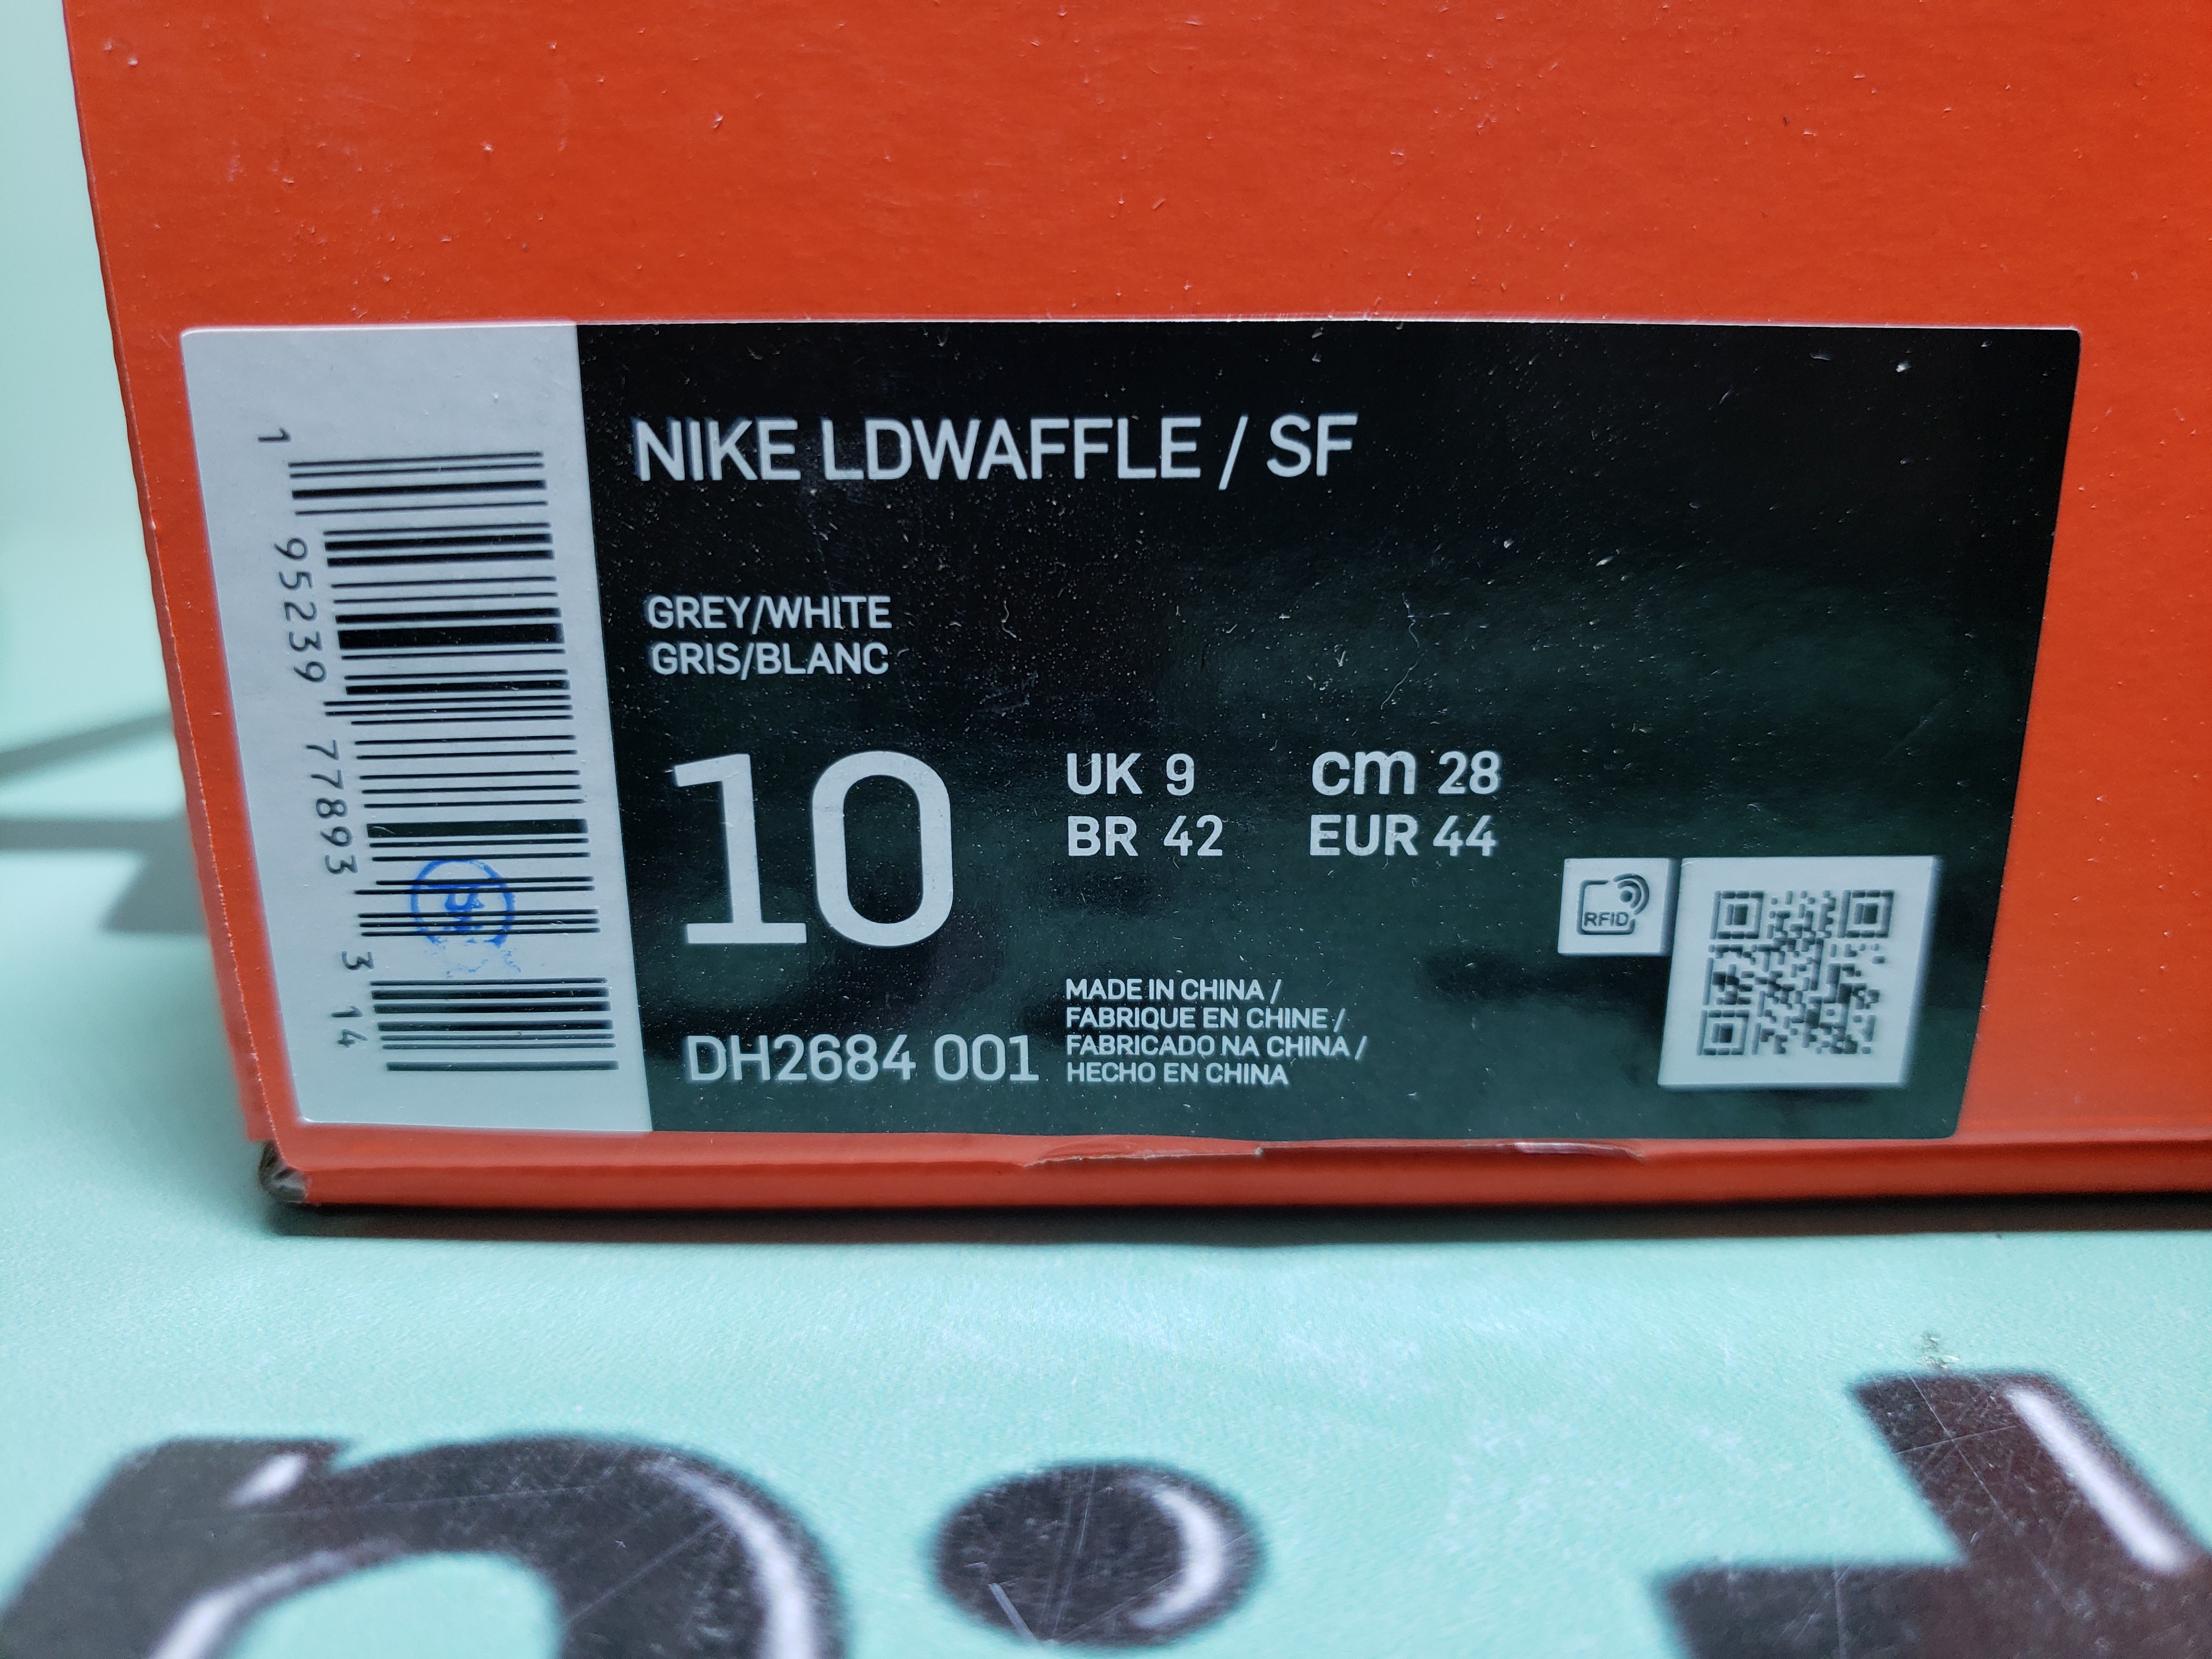 NIKE LDWAFFLE / SF
GREY/WHITE
GRIS/BLANC
10
UK 9
BR 42
cm 28
EUR 44
RFID
DH2684 001
MADE IN CHINA /
FABRIQUE EN CHINE /
FABRICADO NA CHINA /
HECHO EN CHINA
1 95239 77893 3 14